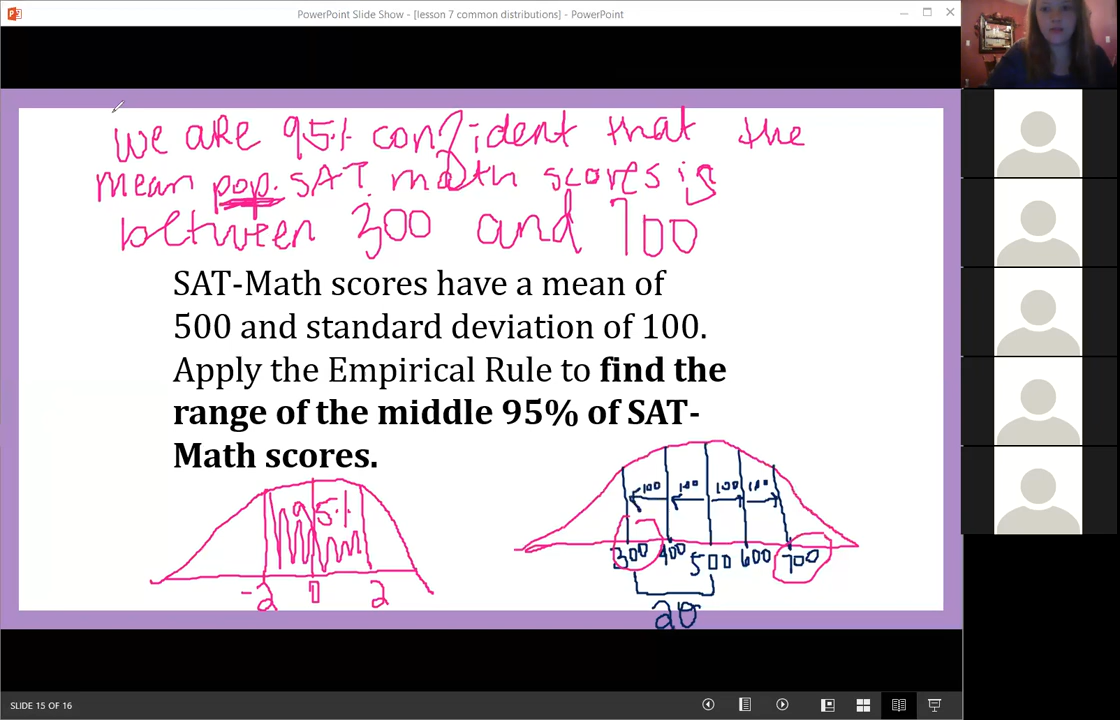 PowerPoint Slide Show - [lesson 7 common distributions] - PowerPoint
we are 95% confident that the
mean pop. SAT math scores is
between 300 and 700
SAT-Math scores have a mean of
500 and standard deviation of 100.
Apply the Empirical Rule to find the
range of the middle 95% of SAT-
Math scores.
95%
-2 0 2
100 100 100 100
300 400 500 600 700
2σ
SLIDE 15 OF 16